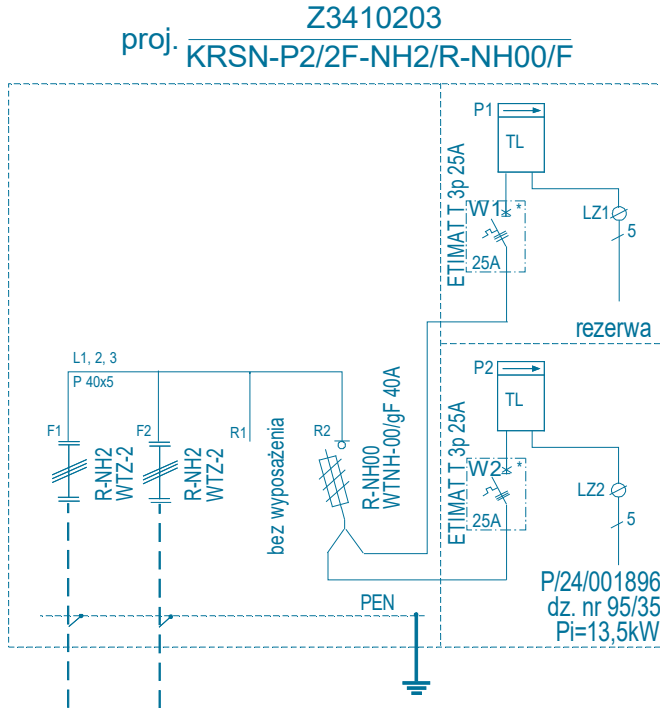 Z3410203
proj. KRSN-P2/2F-NH2/R-NH00/F
P1
TL
ETIMAT T 3p 25A
W1 *
25A
LZ1
5
rezerwa
L1, 2, 3
P 40x5
F1
R-NH2
WTZ-2
F2
R-NH2
WTZ-2
R1
bez wyposażenia
R2
R-NH00
WTNH-00/gF 40A
P2
TL
ETIMAT T 3p 25A
W2 *
25A
LZ2
5
PEN
P/24/001896
dz. nr 95/35
Pi=13,5kW